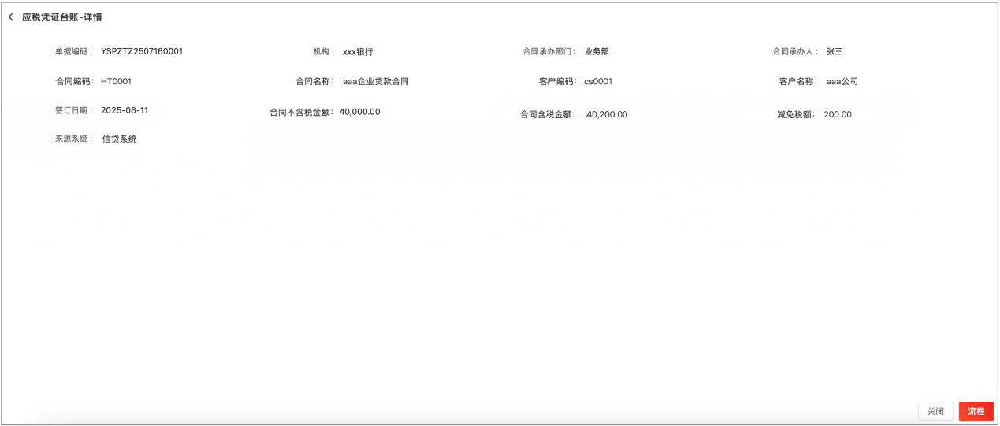 应税凭证台账-详情
单据编码： YSPZTZ2507160001 机构： xxx银行 合同承办部门： 业务部 合同承办人： 张三
合同编码： HT0001 合同名称： aaa企业贷款合同 客户编码： cs0001 客户名称： aaa公司
签订日期： 2025-06-11 合同不含税金额： 40,000.00 合同含税金额： 40,200.00 减免税额： 200.00
来源系统： 信贷系统
关闭 流程